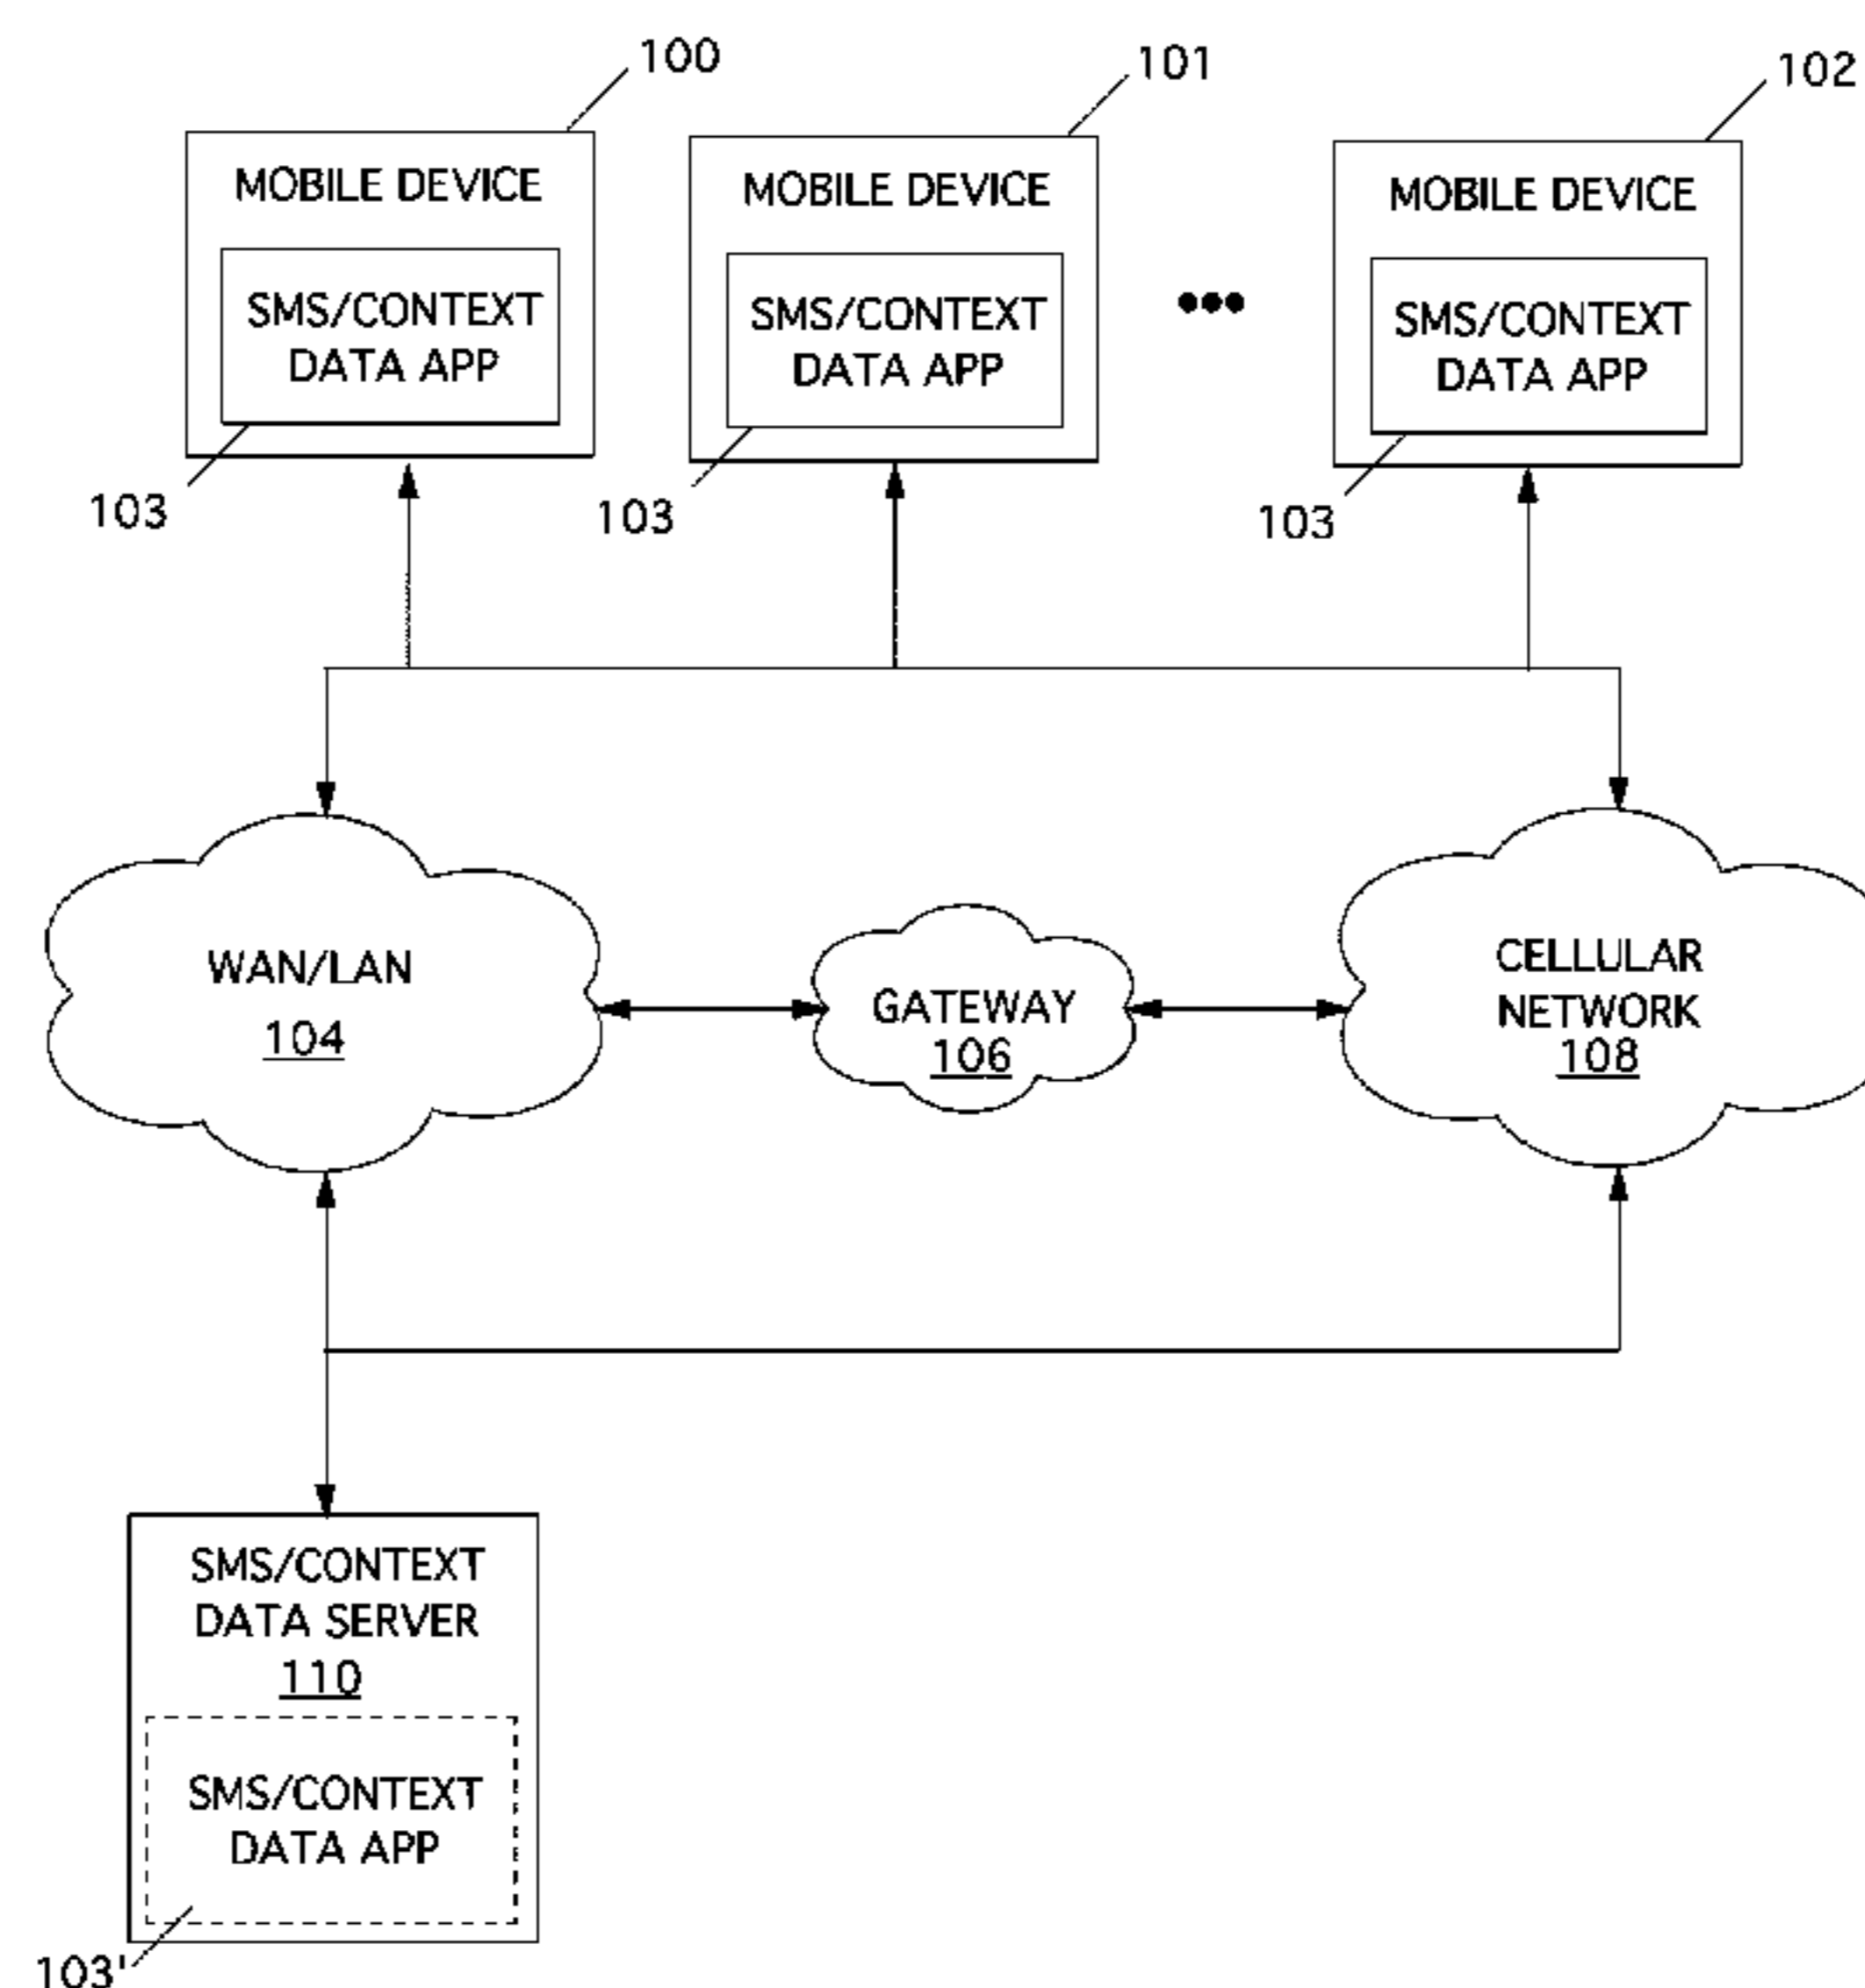 100
101
102
MOBILE DEVICE
SMS/CONTEXT
DATA APP
103
MOBILE DEVICE
SMS/CONTEXT
DATA APP
103
•••
MOBILE DEVICE
SMS/CONTEXT
DATA APP
103
WAN/LAN
104
GATEWAY
106
CELLULAR
NETWORK
108
SMS/CONTEXT
DATA SERVER
110
SMS/CONTEXT
DATA APP
103'